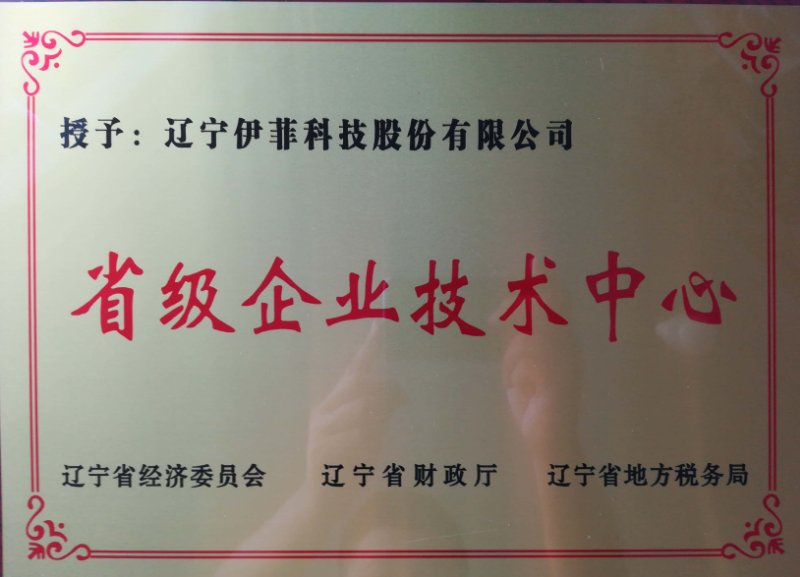 授予：辽宁伊菲科技股份有限公司
省级企业技术中心
辽宁省经济委员会 辽宁省财政厅 辽宁省地方税务局